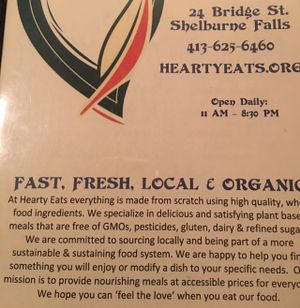 24 Bridge St.
Shelburne Falls
413-625-6460
HEARTYEATS.ORG
Open Daily:
11 AM - 8:30 PM
FAST, FRESH, LOCAL & ORGANIC
At Hearty Eats everything is made from scratch using high quality, who
food ingredients. We specialize in delicious and satisfying plant base
meals that are free of GMOs, pesticides, gluten, dairy & refined suga
We are committed to sourcing locally and being part of a more
sustainable & sustaining food system. We are happy to help you fin
something you will enjoy or modify a dish to your specific needs. O
mission is to provide nourishing meals at accessible prices for every
We hope you can 'feel the love' when you eat our food.